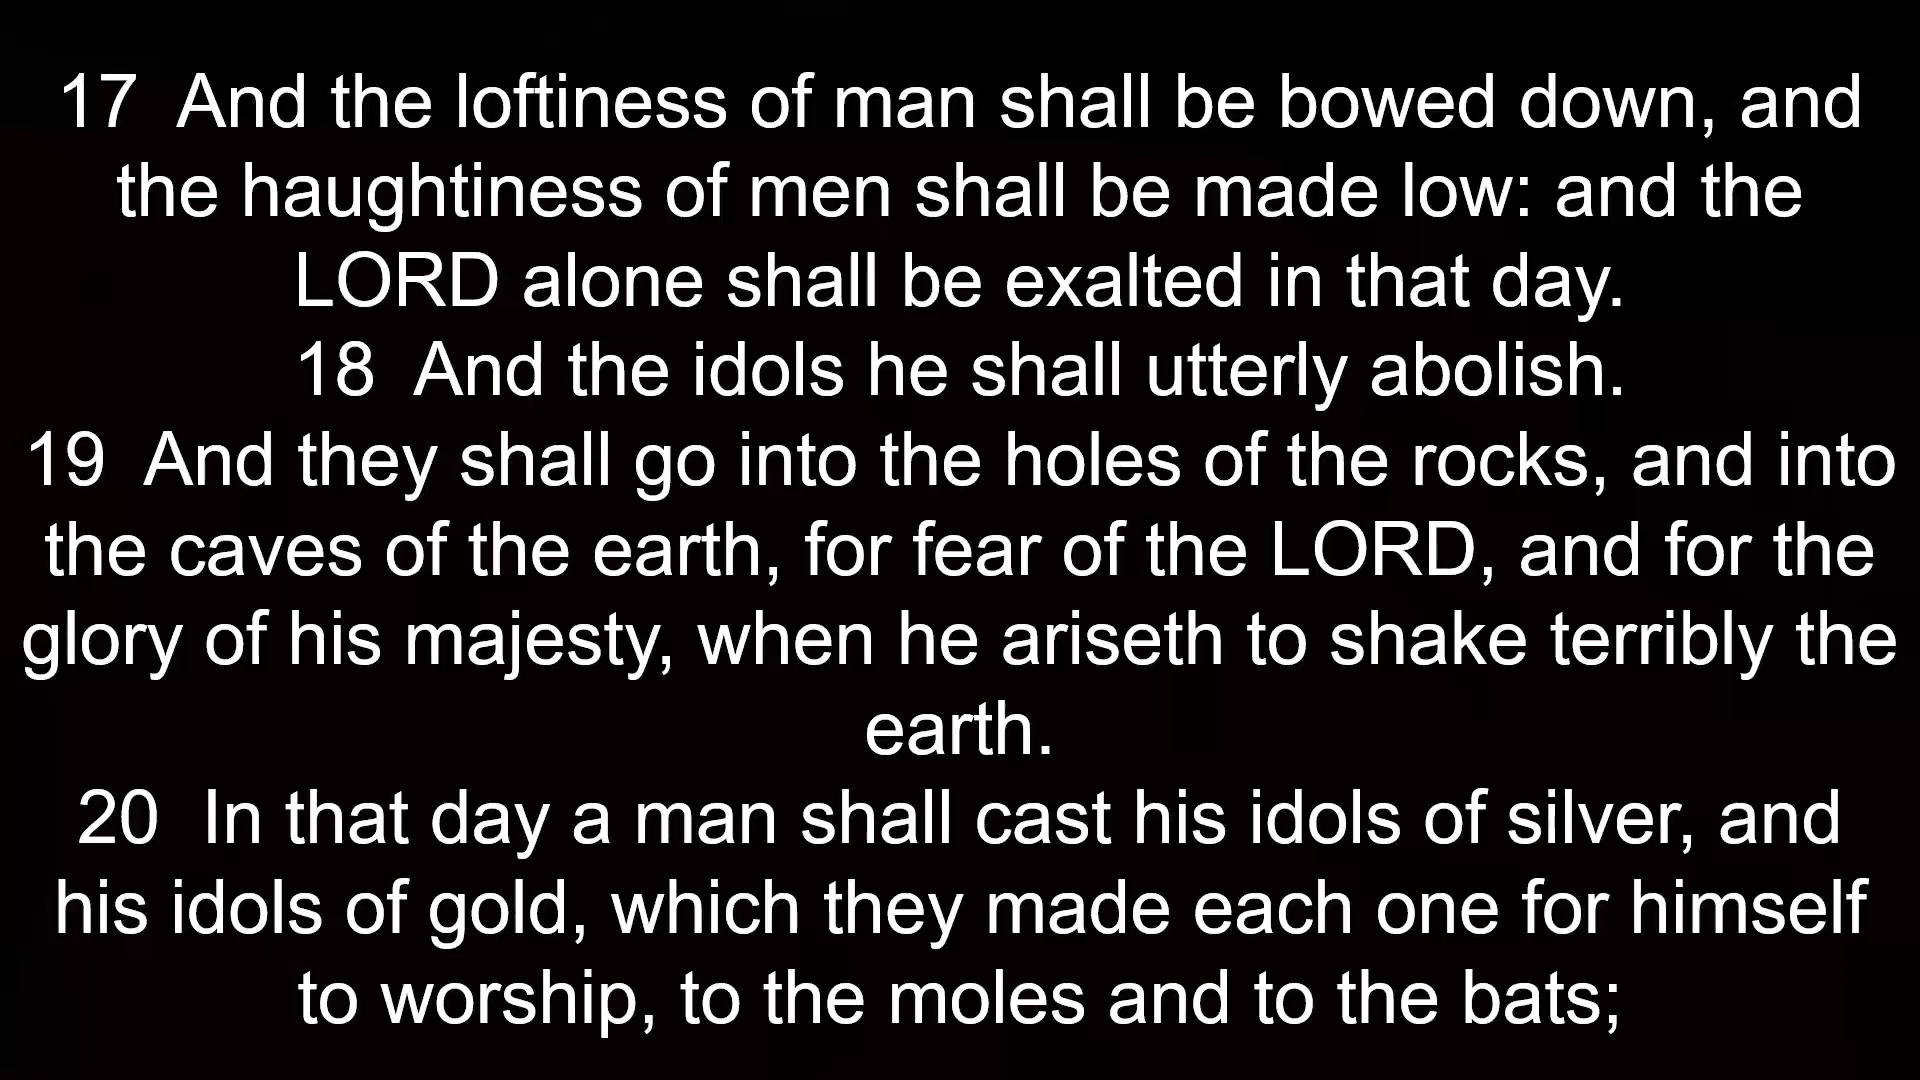 17  And the loftiness of man shall be bowed down, and
the haughtiness of men shall be made low: and the
LORD alone shall be exalted in that day.
18  And the idols he shall utterly abolish.
19  And they shall go into the holes of the rocks, and into
the caves of the earth, for fear of the LORD, and for the
glory of his majesty, when he ariseth to shake terribly the
earth.
20  In that day a man shall cast his idols of silver, and
his idols of gold, which they made each one for himself
to worship, to the moles and to the bats;